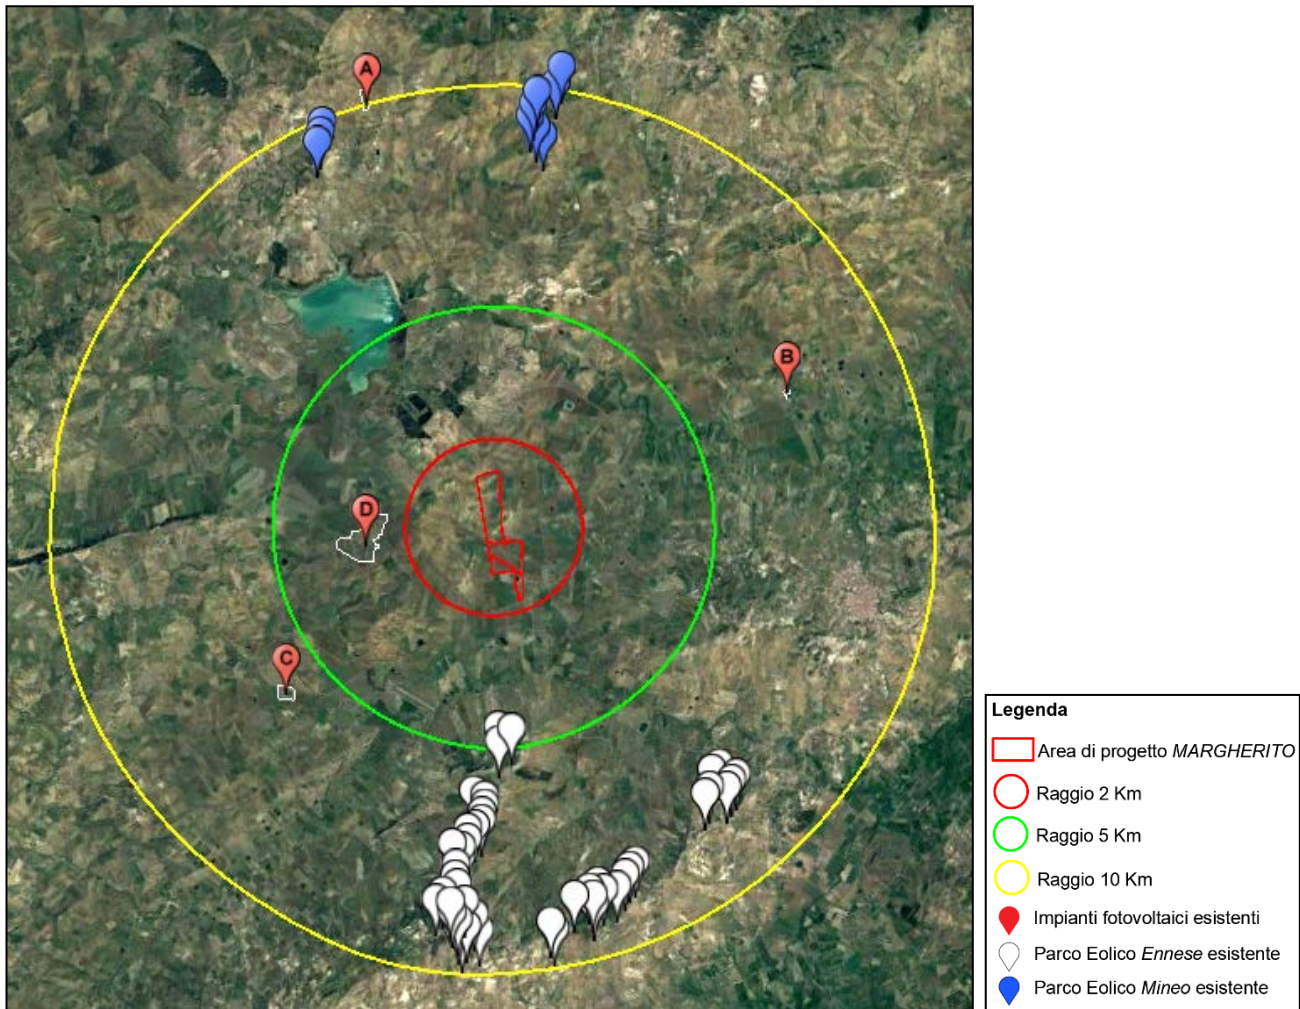 A
B
D
C
Legenda
Area di progetto MARGHERITO
Raggio 2 Km
Raggio 5 Km
Raggio 10 Km
Impianti fotovoltaici esistenti
Parco Eolico Ennese esistente
Parco Eolico Mineo esistente